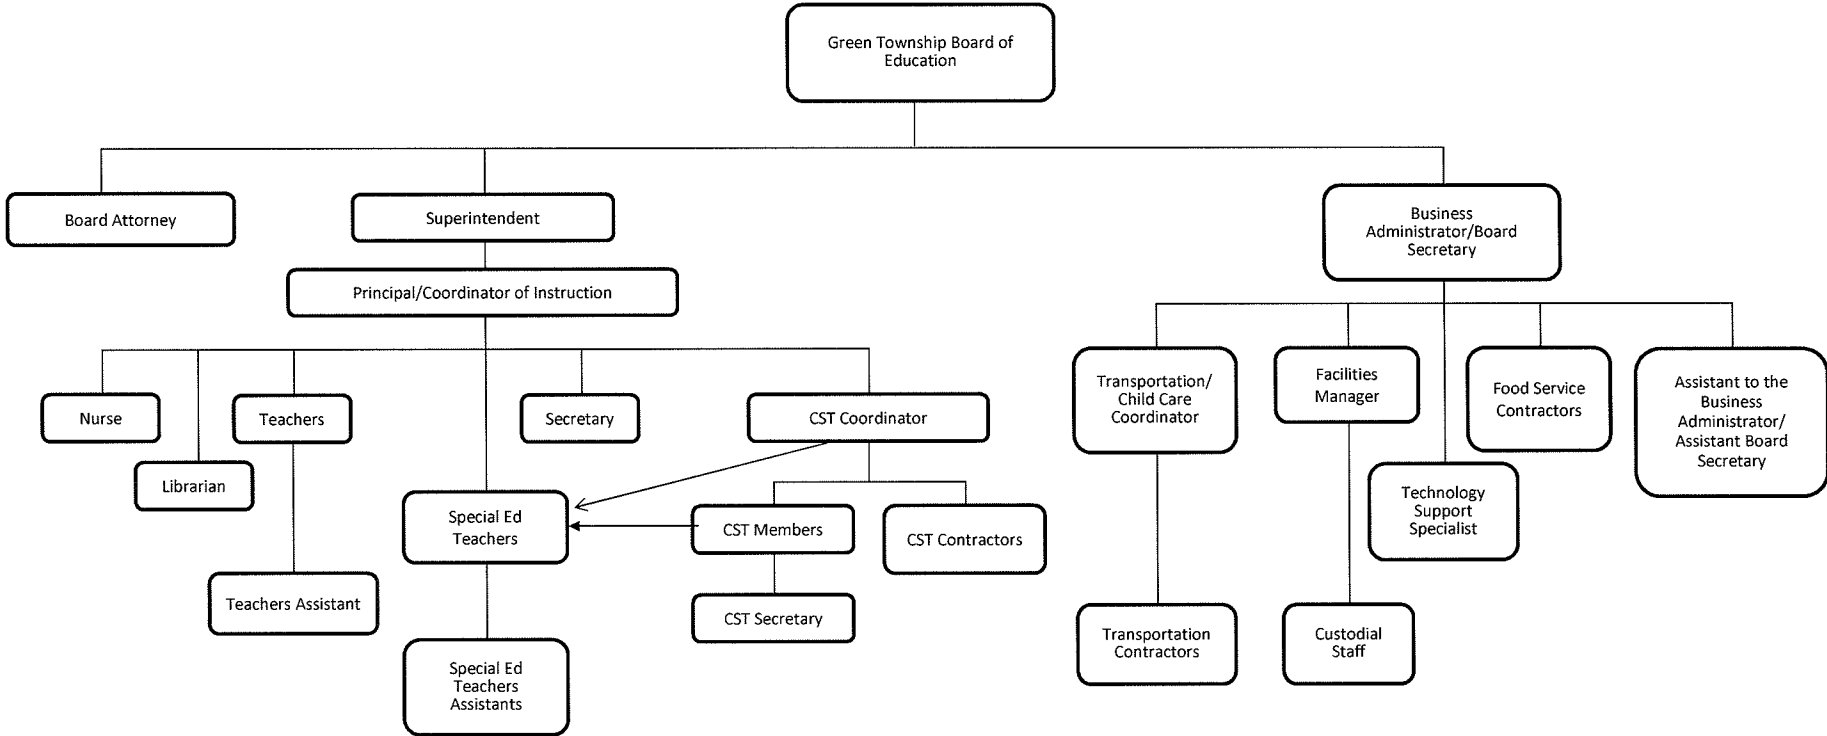 Green Township Board of
Education
Board Attorney
Superintendent
Business
Administrator/Board
Secretary
Principal/Coordinator of Instruction
Nurse
Librarian
Teachers
Secretary
CST Coordinator
Transportation/
Child Care
Coordinator
Facilities
Manager
Food Service
Contractors
Assistant to the
Business
Administrator/
Assistant Board
Secretary
Technology
Support
Specialist
Special Ed
Teachers
CST Members
CST Contractors
Teachers Assistant
CST Secretary
Transportation
Contractors
Custodial
Staff
Special Ed
Teachers
Assistants